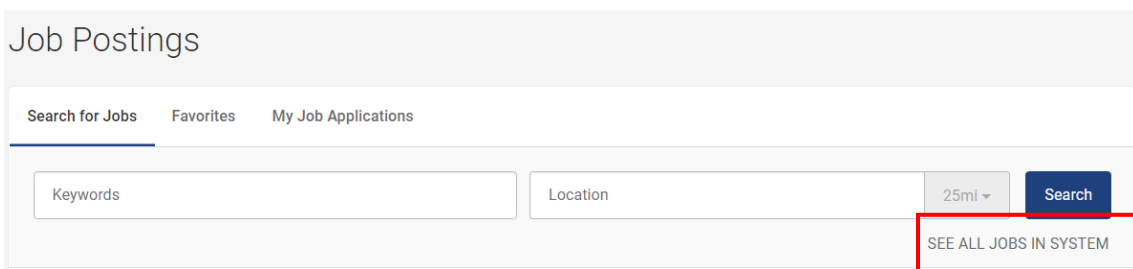 Job Postings
Search for Jobs Favorites My Job Applications
Keywords Location 25mi Search
SEE ALL JOBS IN SYSTEM